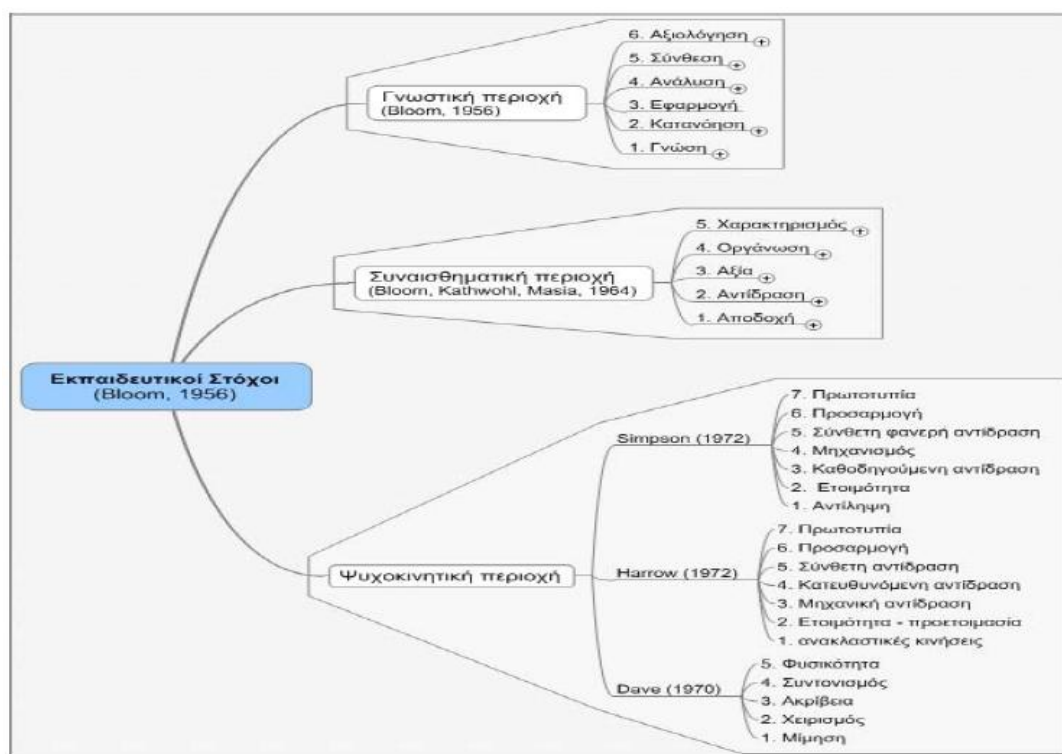 6. Αξιολόγηση
5. Σύνθεση
4. Ανάλυση
3. Εφαρμογή
2. Κατανόηση
1. Γνώση
Γνωστική περιοχή
(Bloom, 1956)
5. Χαρακτηρισμός
4. Οργάνωση
3. Αξία
2. Αντίδραση
1. Αποδοχή
Συναισθηματική περιοχή
(Bloom, Kathwohl, Masia, 1964)
Εκπαιδευτικοί Στόχοι
(Bloom, 1956)
Ψυχοκινητική περιοχή
Simpson (1972)
7. Πρωτοτυπία
6. Προσαρμογή
5. Σύνθετη φανερή αντίδραση
4. Μηχανισμός
3. Καθοδηγούμενη αντίδραση
2. Ετοιμότητα
1. Αντίληψη
Harrow (1972)
7. Πρωτοτυπία
6. Προσαρμογή
5. Σύνθετη αντίδραση
4. Κατευθυνόμενη αντίδραση
3. Μηχανική αντίδραση
2. Ετοιμότητα - προετοιμασία
1. ανακλαστικές κινήσεις
Dave (1970)
5. Φυσικότητα
4. Συντονισμός
3. Ακρίβεια
2. Χειρισμός
1. Μίμηση